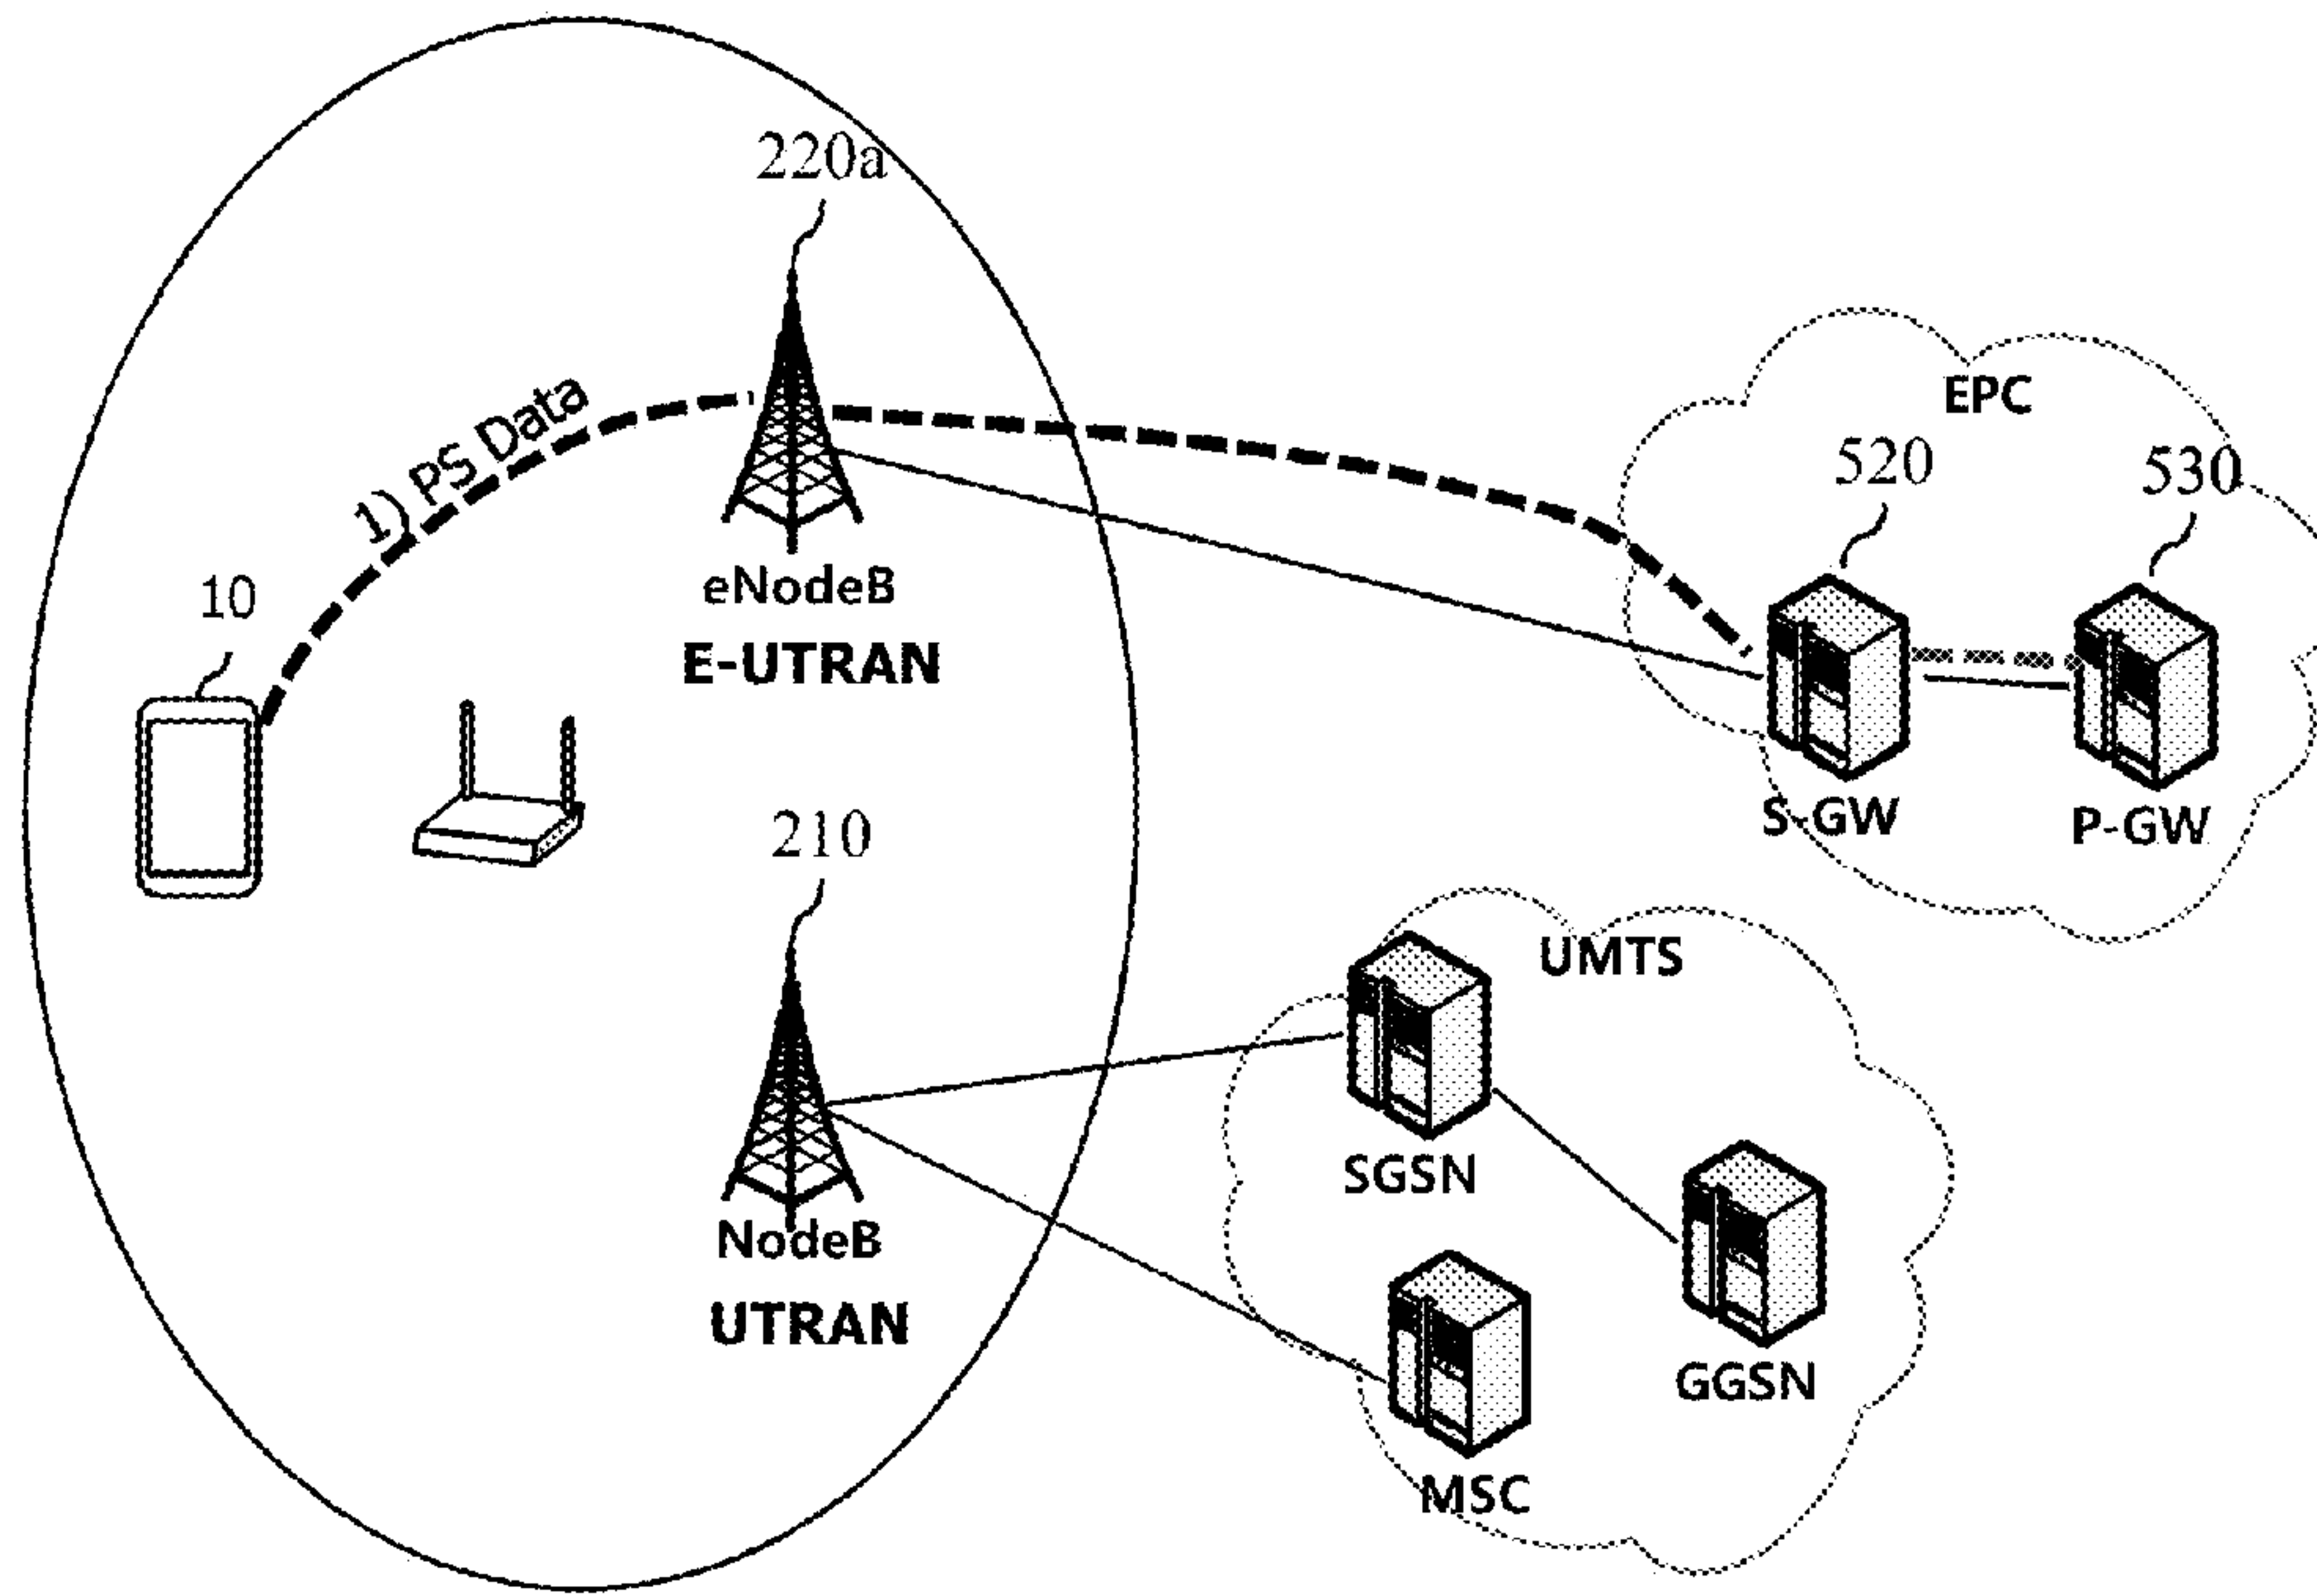 220a
EPC
520
530
1) PS Data
eNodeB
E-UTRAN
10
S-GW
P-GW
210
UMTS
SGSN
NodeB
UTRAN
GGSN
MSC